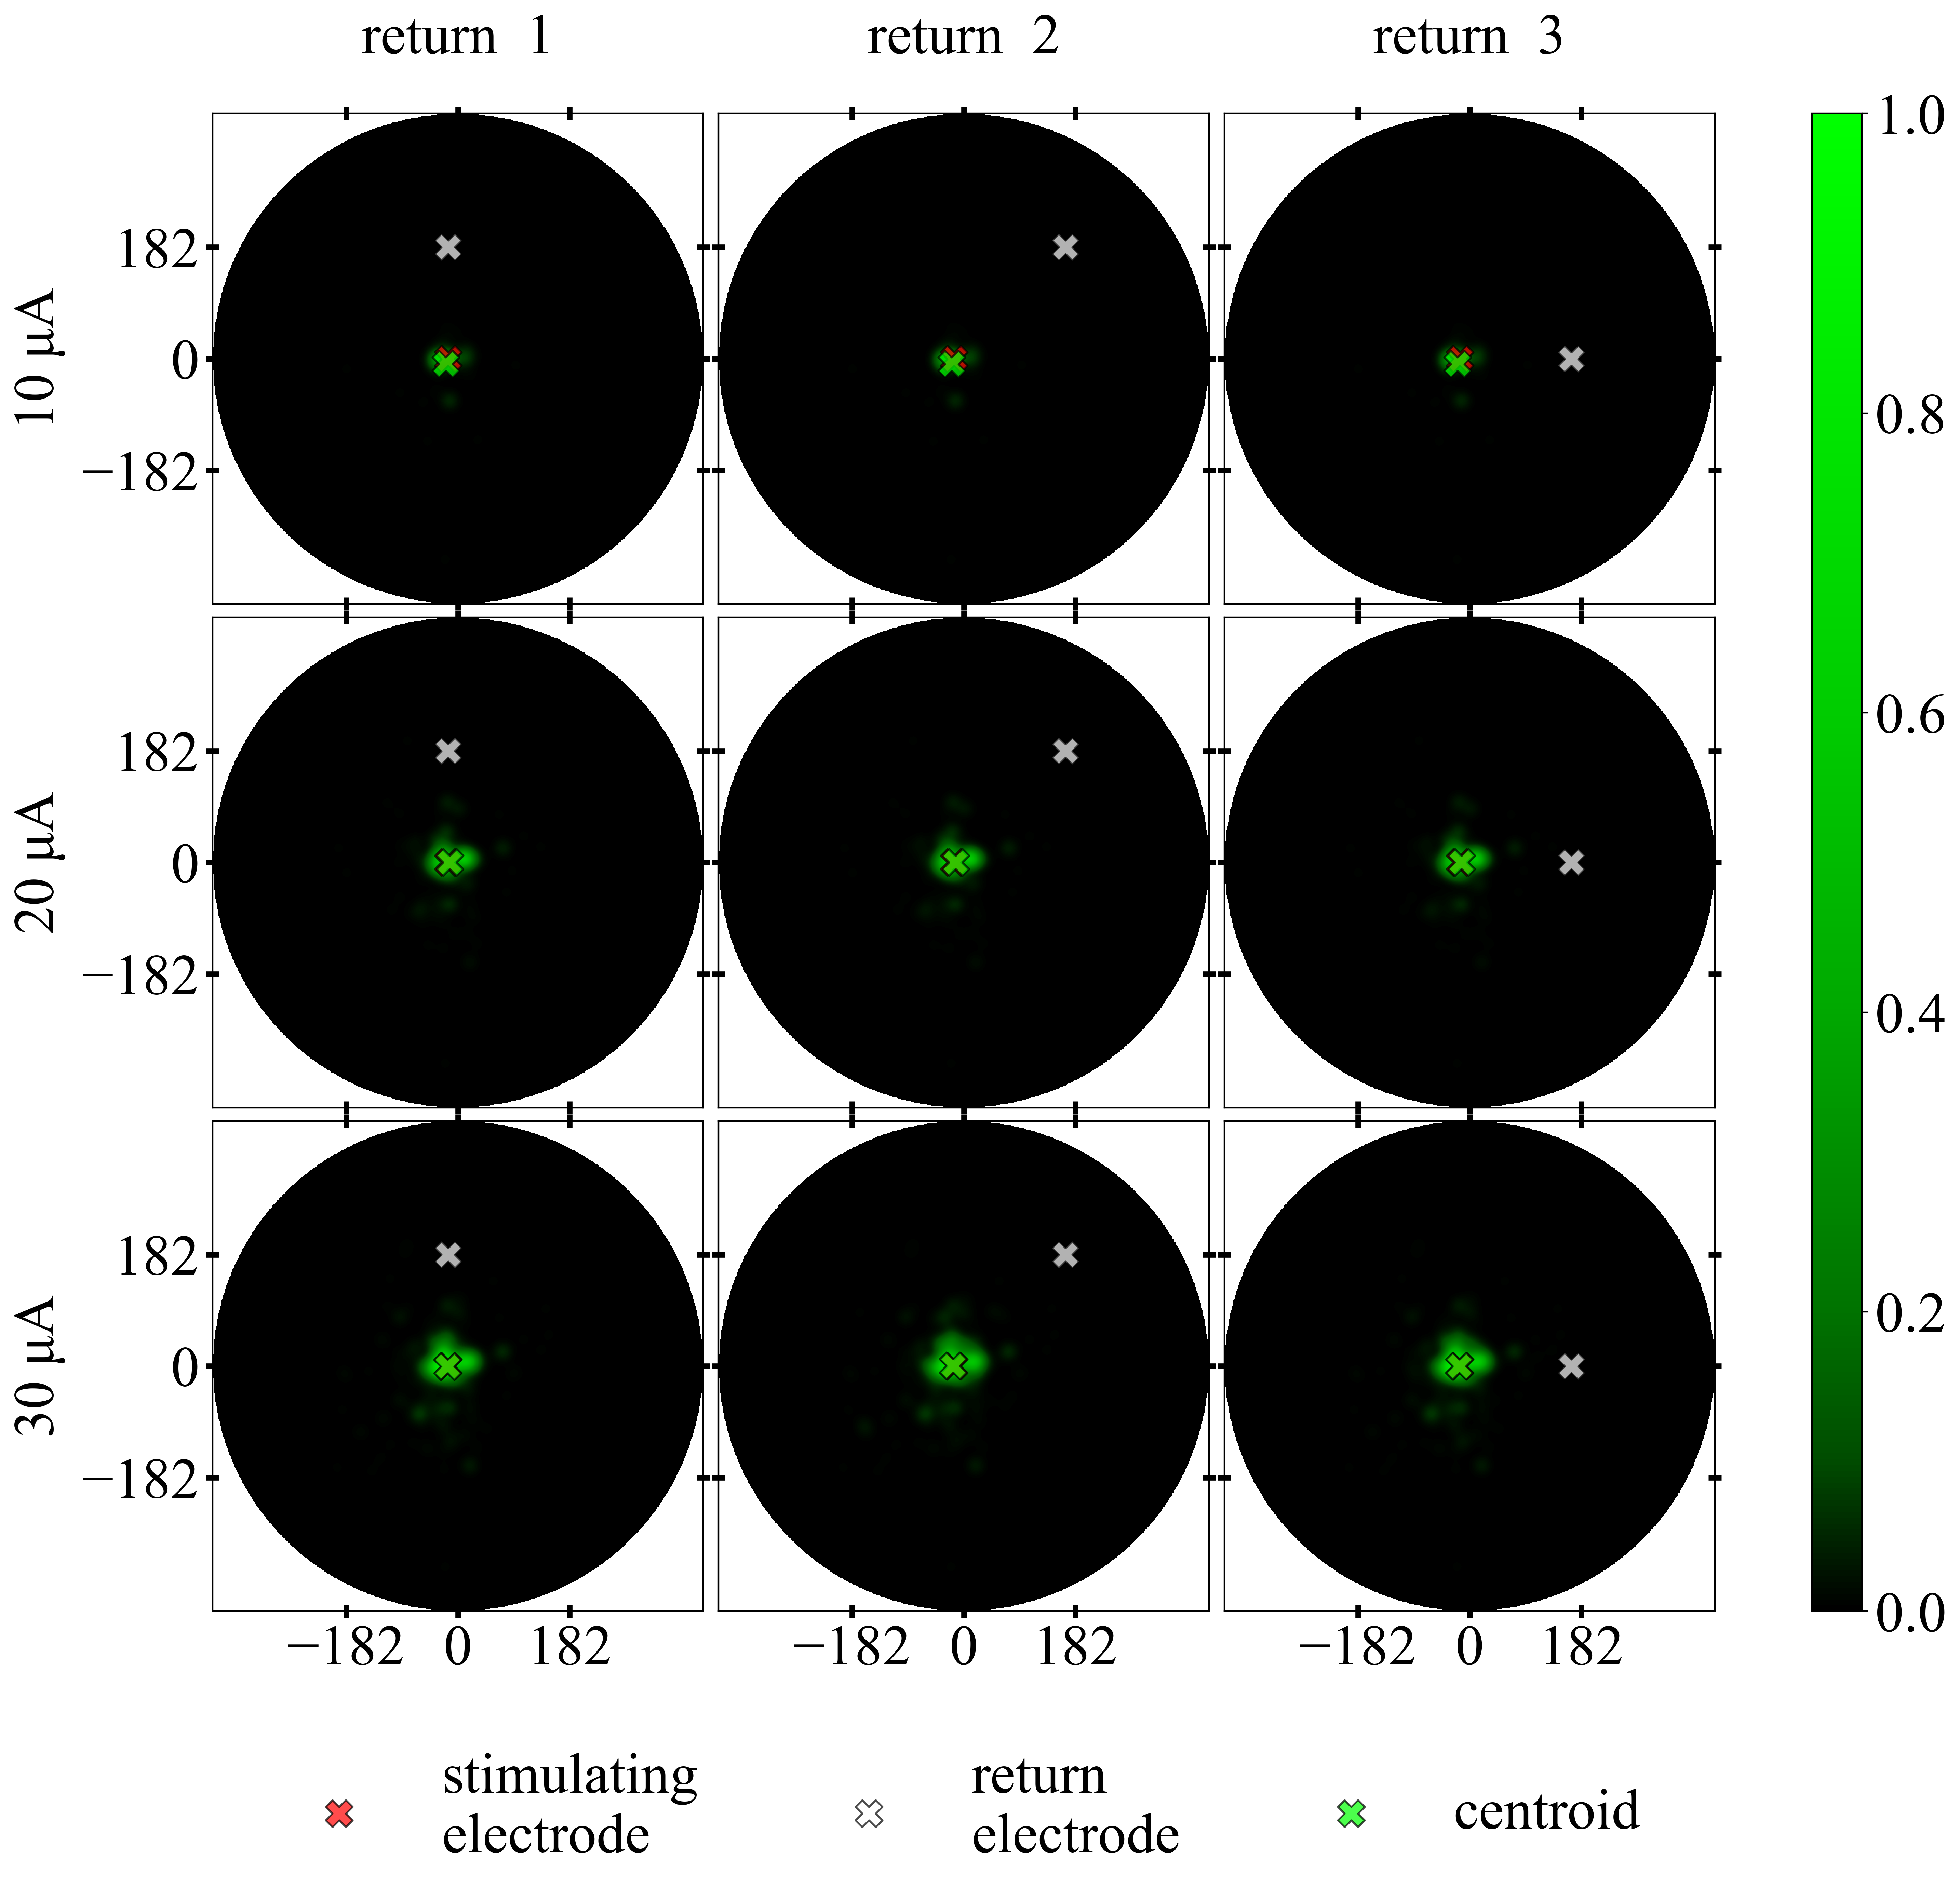 return 1 return 2 return 3
10 µA
182
0
−182
20 µA
182
0
−182
30 µA
182
0
−182
−182 0 182 −182 0 182 −182 0 182
1.0
0.8
0.6
0.4
0.2
0.0
stimulating
electrode
return
electrode
centroid